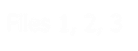 Files 1, 2, 3